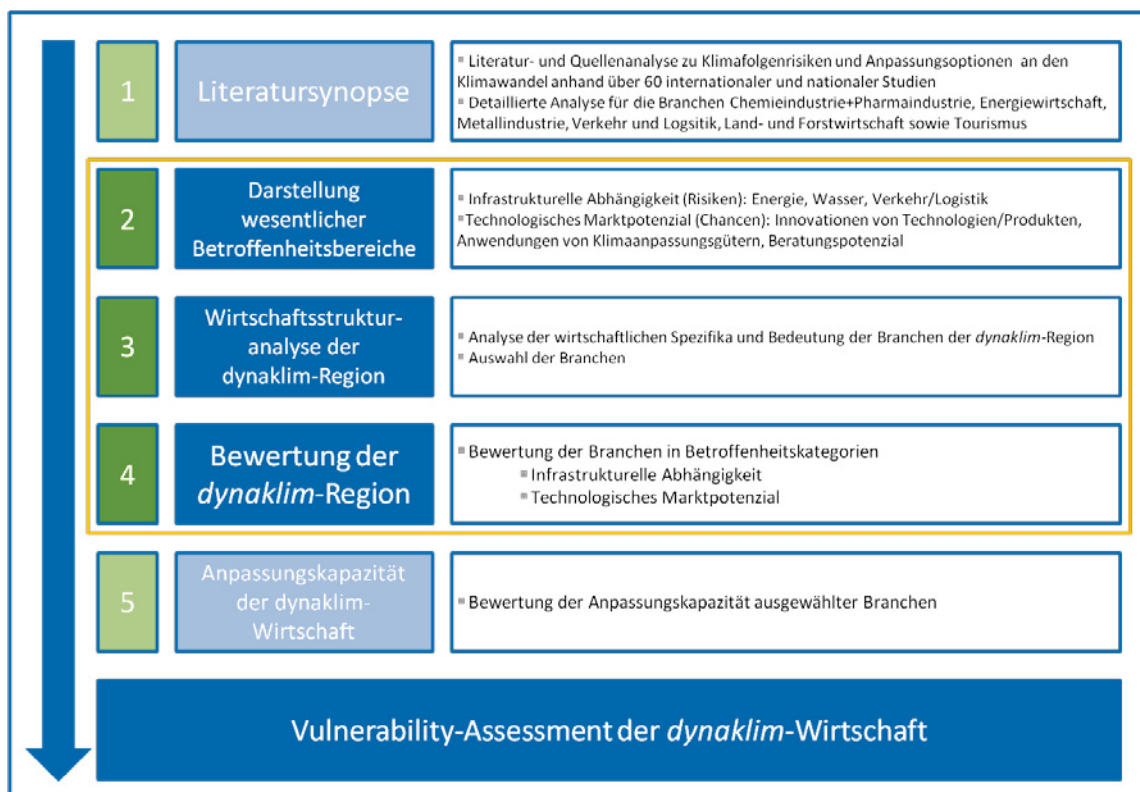 1
Literatursynopse
▪ Literatur- und Quellenanalyse zu Klimafolgenrisiken und Anpassungsoptionen an den
Klimawandel anhand über 60 internationaler und nationaler Studien
▪ Detaillierte Analyse für die Branchen Chemieindustrie+Pharmaindustrie, Energiewirtschaft,
Metallindustrie, Verkehr und Logsitik, Land- und Forstwirtschaft sowie Tourismus
2
Darstellung
wesentlicher
Betroffenheitsbereiche
▪ Infrastrukturelle Abhängigkeit (Risiken): Energie, Wasser, Verkehr/Logistik
▪ Technologisches Marktpotenzial (Chancen): Innovationen von Technologien/Produkten,
Anwendungen von Klimaanpassungsgütern, Beratungspotenzial
3
Wirtschaftsstruktur-
analyse der
dynaklim-Region
▪ Analyse der wirtschaftlichen Spezifika und Bedeutung der Branchen der dynaklim-Region
▪ Auswahl der Branchen
4
Bewertung der
dynaklim-Region
▪ Bewertung der Branchen in Betroffenheitskategorien
▪ Infrastrukturelle Abhängigkeit
▪ Technologisches Marktpotenzial
5
Anpassungskapazität
der dynaklim-
Wirtschaft
▪ Bewertung der Anpassungskapazität ausgewählter Branchen
Vulnerability-Assessment der dynaklim-Wirtschaft